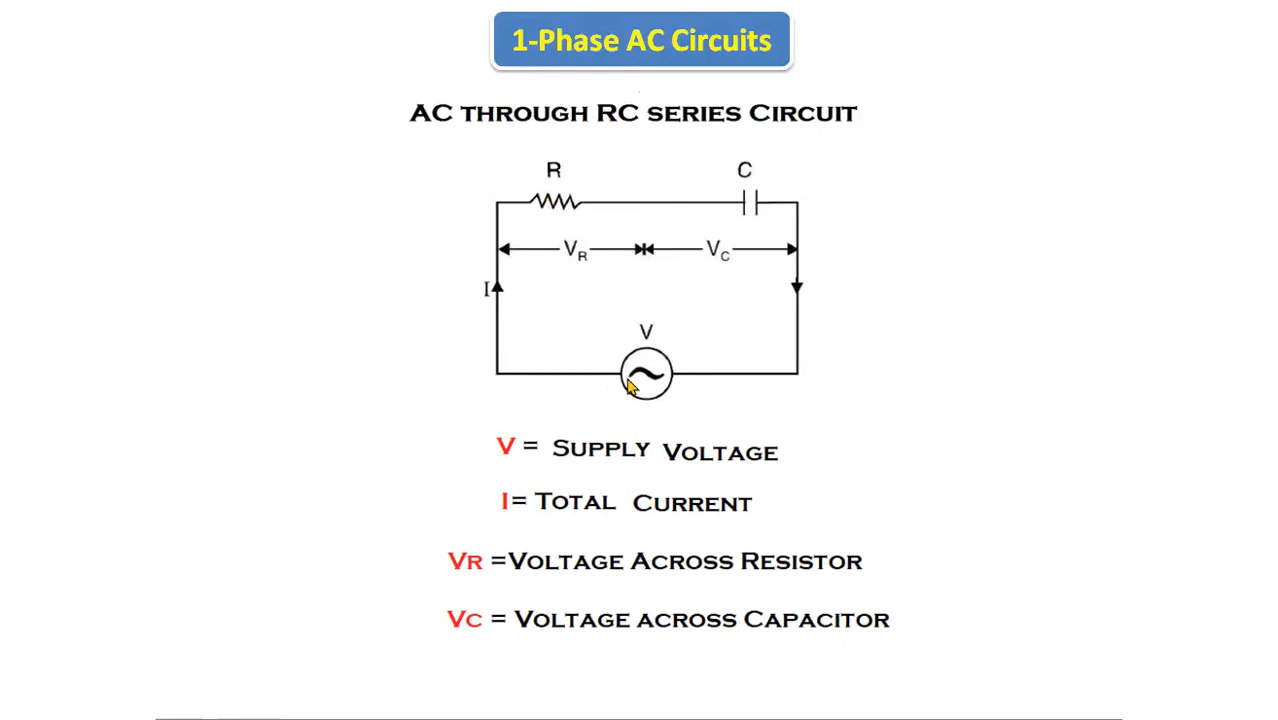 1-Phase AC Circuits
AC THROUGH RC SERIES CIRCUIT
R C
VR VC
I
V
V = SUPPLY VOLTAGE
I= TOTAL CURRENT
VR =VOLTAGE ACROSS RESISTOR
VC = VOLTAGE ACROSS CAPACITOR